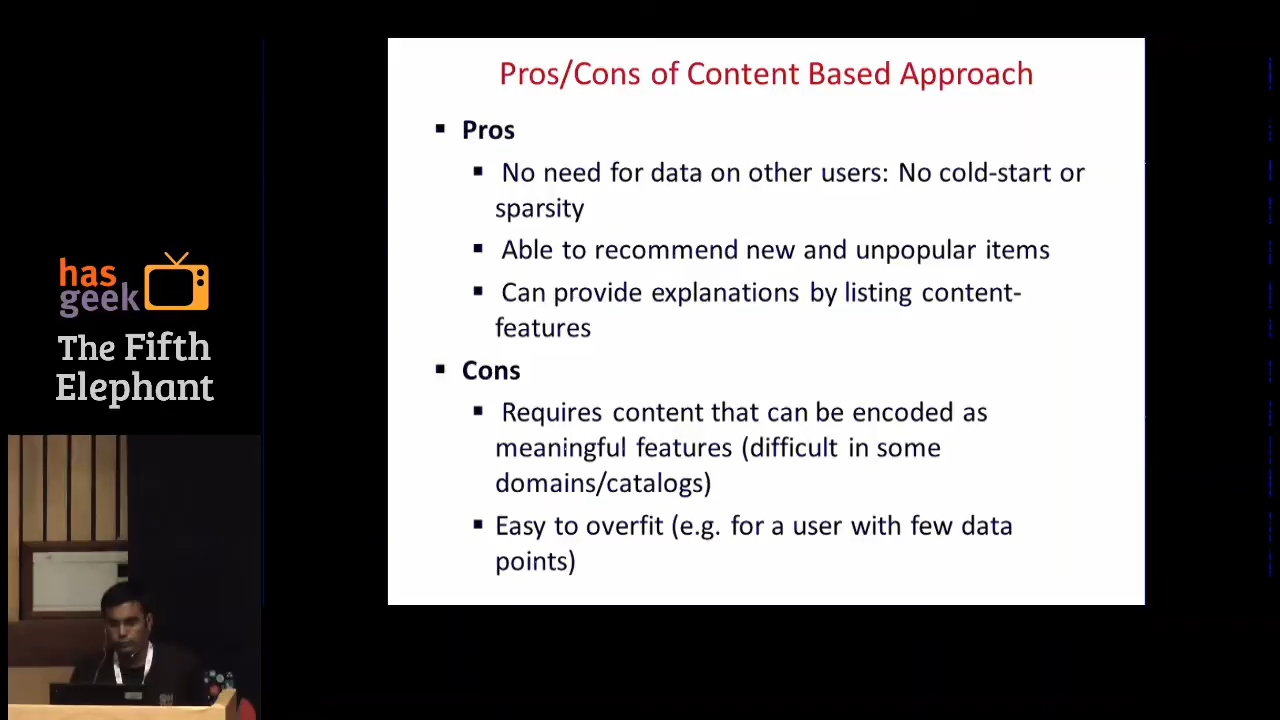 Pros/Cons of Content Based Approach
▪ Pros
▪ No need for data on other users: No cold-start or
sparsity
▪ Able to recommend new and unpopular items
▪ Can provide explanations by listing content-
features
▪ Cons
▪ Requires content that can be encoded as
meaningful features (difficult in some
domains/catalogs)
▪ Easy to overfit (e.g. for a user with few data
points)
has
geek
The Fifth
Elephant